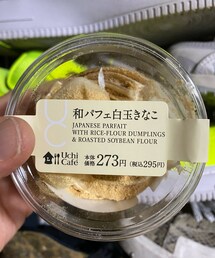 和パフェ白玉きなこ
JAPANESE PARFAIT
WITH RICE-FLOUR DUMPLINGS
& ROASTED SOYBEAN FLOUR
Uchi Café
本体価格 273円(税込295円)